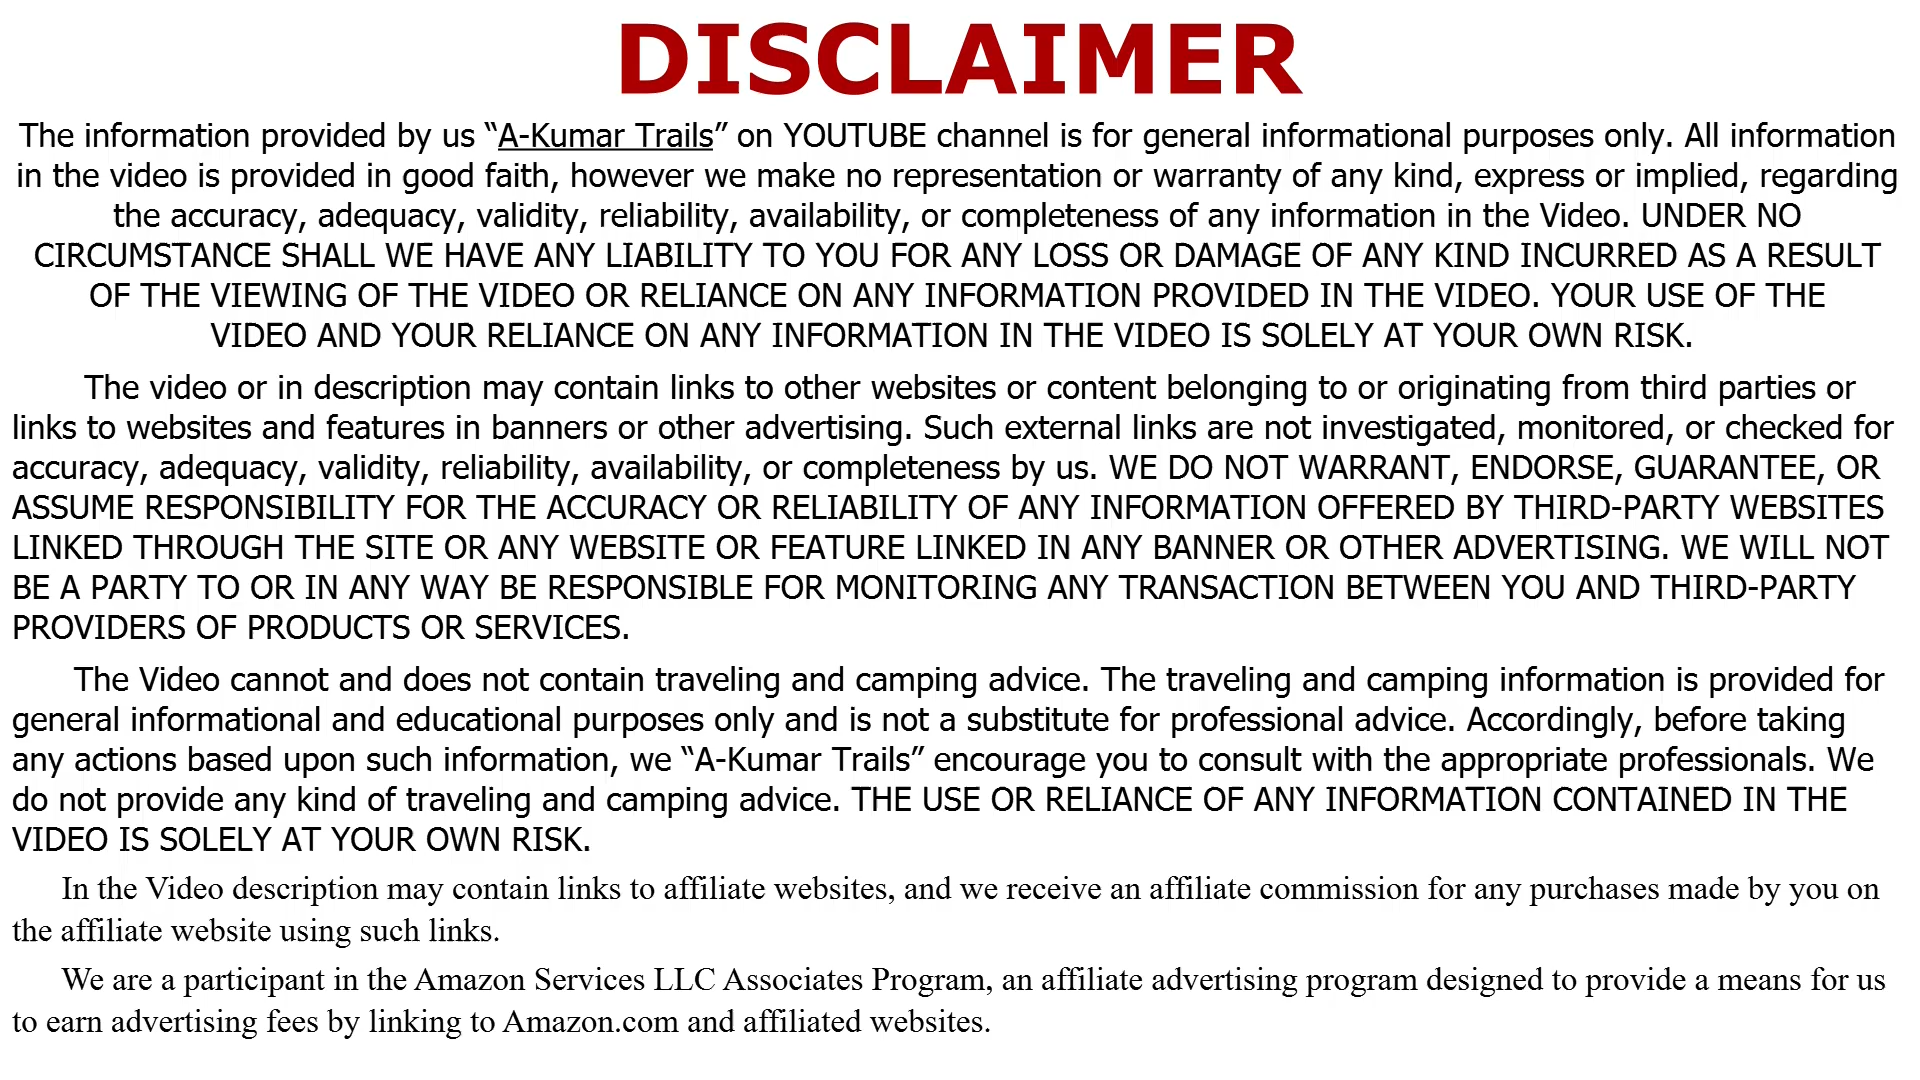 DISCLAIMER
The information provided by us “A-Kumar Trails” on YOUTUBE channel is for general informational purposes only. All information
in the video is provided in good faith, however we make no representation or warranty of any kind, express or implied, regarding
the accuracy, adequacy, validity, reliability, availability, or completeness of any information in the Video. UNDER NO
CIRCUMSTANCE SHALL WE HAVE ANY LIABILITY TO YOU FOR ANY LOSS OR DAMAGE OF ANY KIND INCURRED AS A RESULT
OF THE VIEWING OF THE VIDEO OR RELIANCE ON ANY INFORMATION PROVIDED IN THE VIDEO. YOUR USE OF THE
VIDEO AND YOUR RELIANCE ON ANY INFORMATION IN THE VIDEO IS SOLELY AT YOUR OWN RISK.
The video or in description may contain links to other websites or content belonging to or originating from third parties or
links to websites and features in banners or other advertising. Such external links are not investigated, monitored, or checked for
accuracy, adequacy, validity, reliability, availability, or completeness by us. WE DO NOT WARRANT, ENDORSE, GUARANTEE, OR
ASSUME RESPONSIBILITY FOR THE ACCURACY OR RELIABILITY OF ANY INFORMATION OFFERED BY THIRD-PARTY WEBSITES
LINKED THROUGH THE SITE OR ANY WEBSITE OR FEATURE LINKED IN ANY BANNER OR OTHER ADVERTISING. WE WILL NOT
BE A PARTY TO OR IN ANY WAY BE RESPONSIBLE FOR MONITORING ANY TRANSACTION BETWEEN YOU AND THIRD-PARTY
PROVIDERS OF PRODUCTS OR SERVICES.
The Video cannot and does not contain traveling and camping advice. The traveling and camping information is provided for
general informational and educational purposes only and is not a substitute for professional advice. Accordingly, before taking
any actions based upon such information, we “A-Kumar Trails” encourage you to consult with the appropriate professionals. We
do not provide any kind of traveling and camping advice. THE USE OR RELIANCE OF ANY INFORMATION CONTAINED IN THE
VIDEO IS SOLELY AT YOUR OWN RISK.
In the Video description may contain links to affiliate websites, and we receive an affiliate commission for any purchases made by you on
the affiliate website using such links.
We are a participant in the Amazon Services LLC Associates Program, an affiliate advertising program designed to provide a means for us
to earn advertising fees by linking to Amazon.com and affiliated websites.